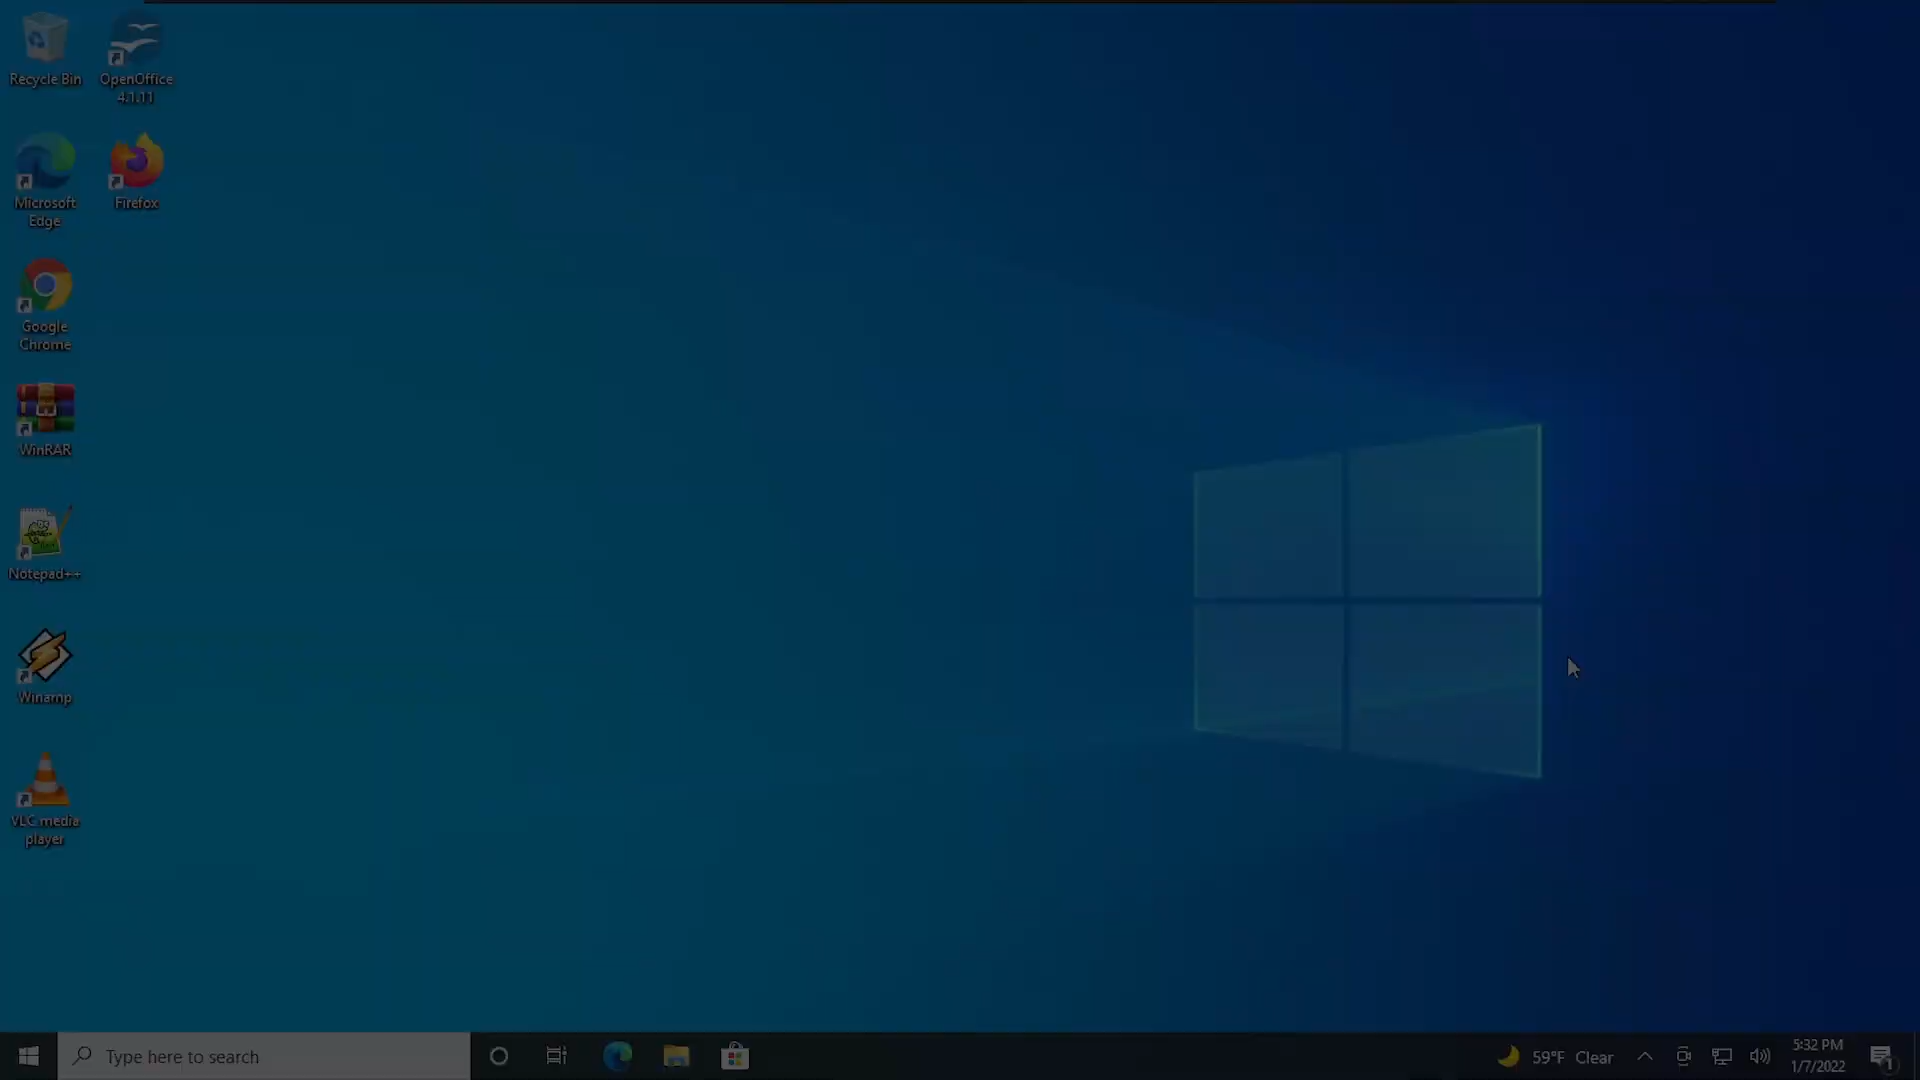 Recycle Bin
OpenOffice
4.1.11
Microsoft
Edge
Firefox
Google
Chrome
WinRAR
Notepad++
Winamp
VLC media
player
Type here to search
59°F Clear
5:32 PM
1/7/2022
1